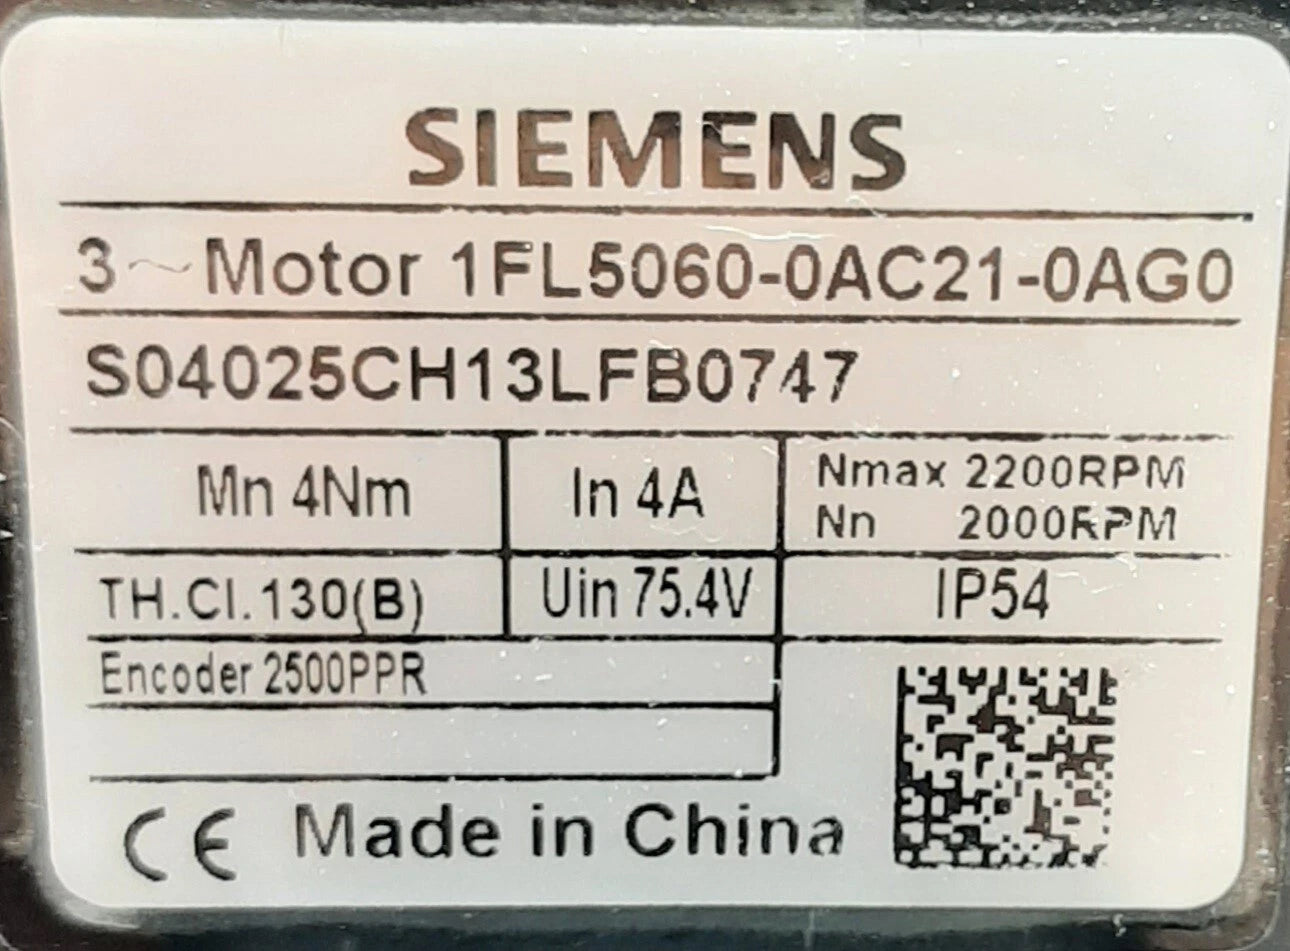 SIEMENS
3~ Motor 1FL5060-0AC21-0AG0
S04025CH13LFB0747
Mn 4Nm
In 4A
Nmax 2200RPM
Nn 2000RPM
TH.CI.130(B)
Uin 75.4V
IP54
Encoder 2500PPR
CE Made in China